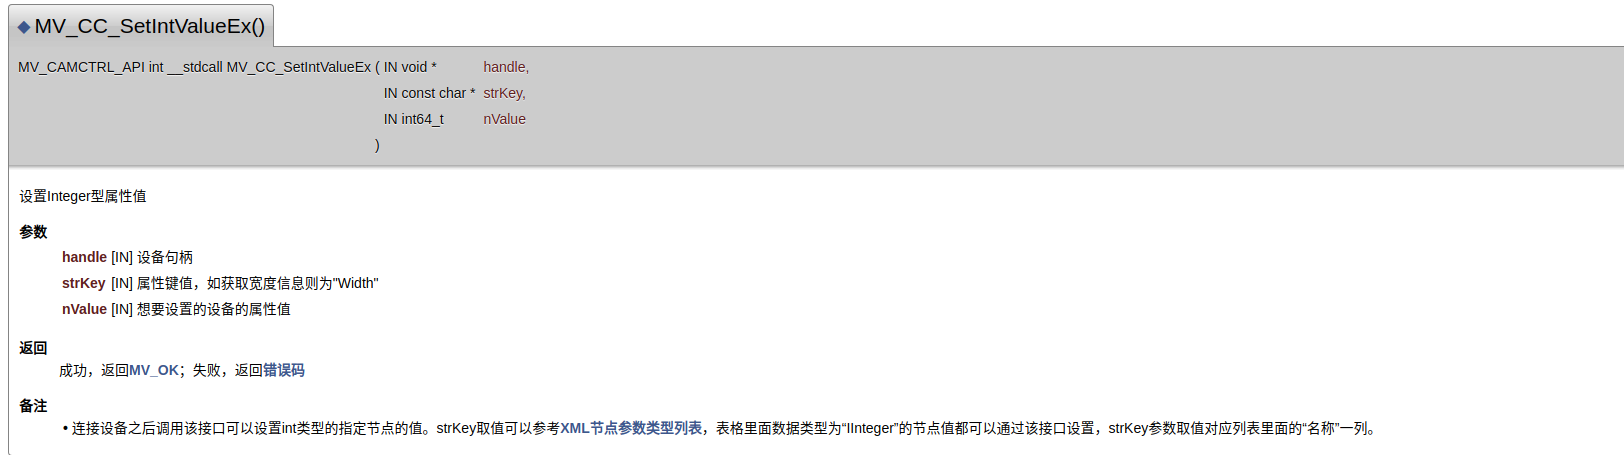 ◆ MV_CC_SetIntValueEx()
MV_CAMCTRL_API int __stdcall MV_CC_SetIntValueEx ( IN void * handle,
IN const char * strKey,
IN int64_t nValue
)
设置Integer型属性值
参数
handle [IN] 设备句柄
strKey [IN] 属性键值，如获取宽度信息则为"Width"
nValue [IN] 想要设置的设备的属性值
返回
成功，返回MV_OK；失败，返回错误码
备注
• 连接设备之后调用该接口可以设置int类型的指定节点的值。strKey取值可以参考XML节点参数类型列表，表格里面数据类型为“IInteger”的节点值都可以通过该接口设置，strKey参数取值对应列表里面的“名称”一列。